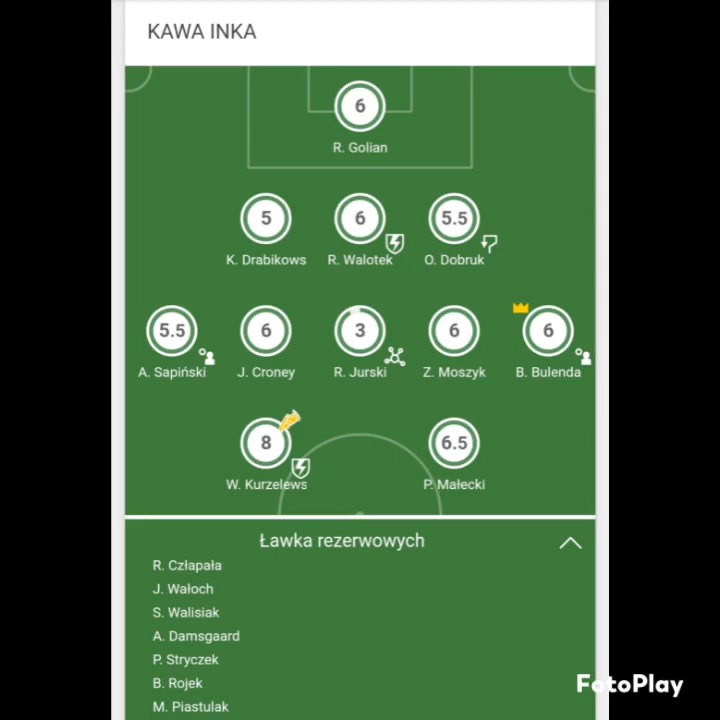 KAWA INKA
6
R. Golian
5 6 5.5
K. Drabikows R. Walotek O. Dobruk
5.5 6 3 6 6
A. Sapiński J. Croney R. Jurski Z. Moszyk B. Bulenda
8 6.5
W. Kurzelews P. Małecki
Ławka rezerwowych
R. Człapała
J. Wałoch
S. Walisiak
A. Damsgaard
P. Stryczek
B. Rojek
M. Piastulak
FotoPlay